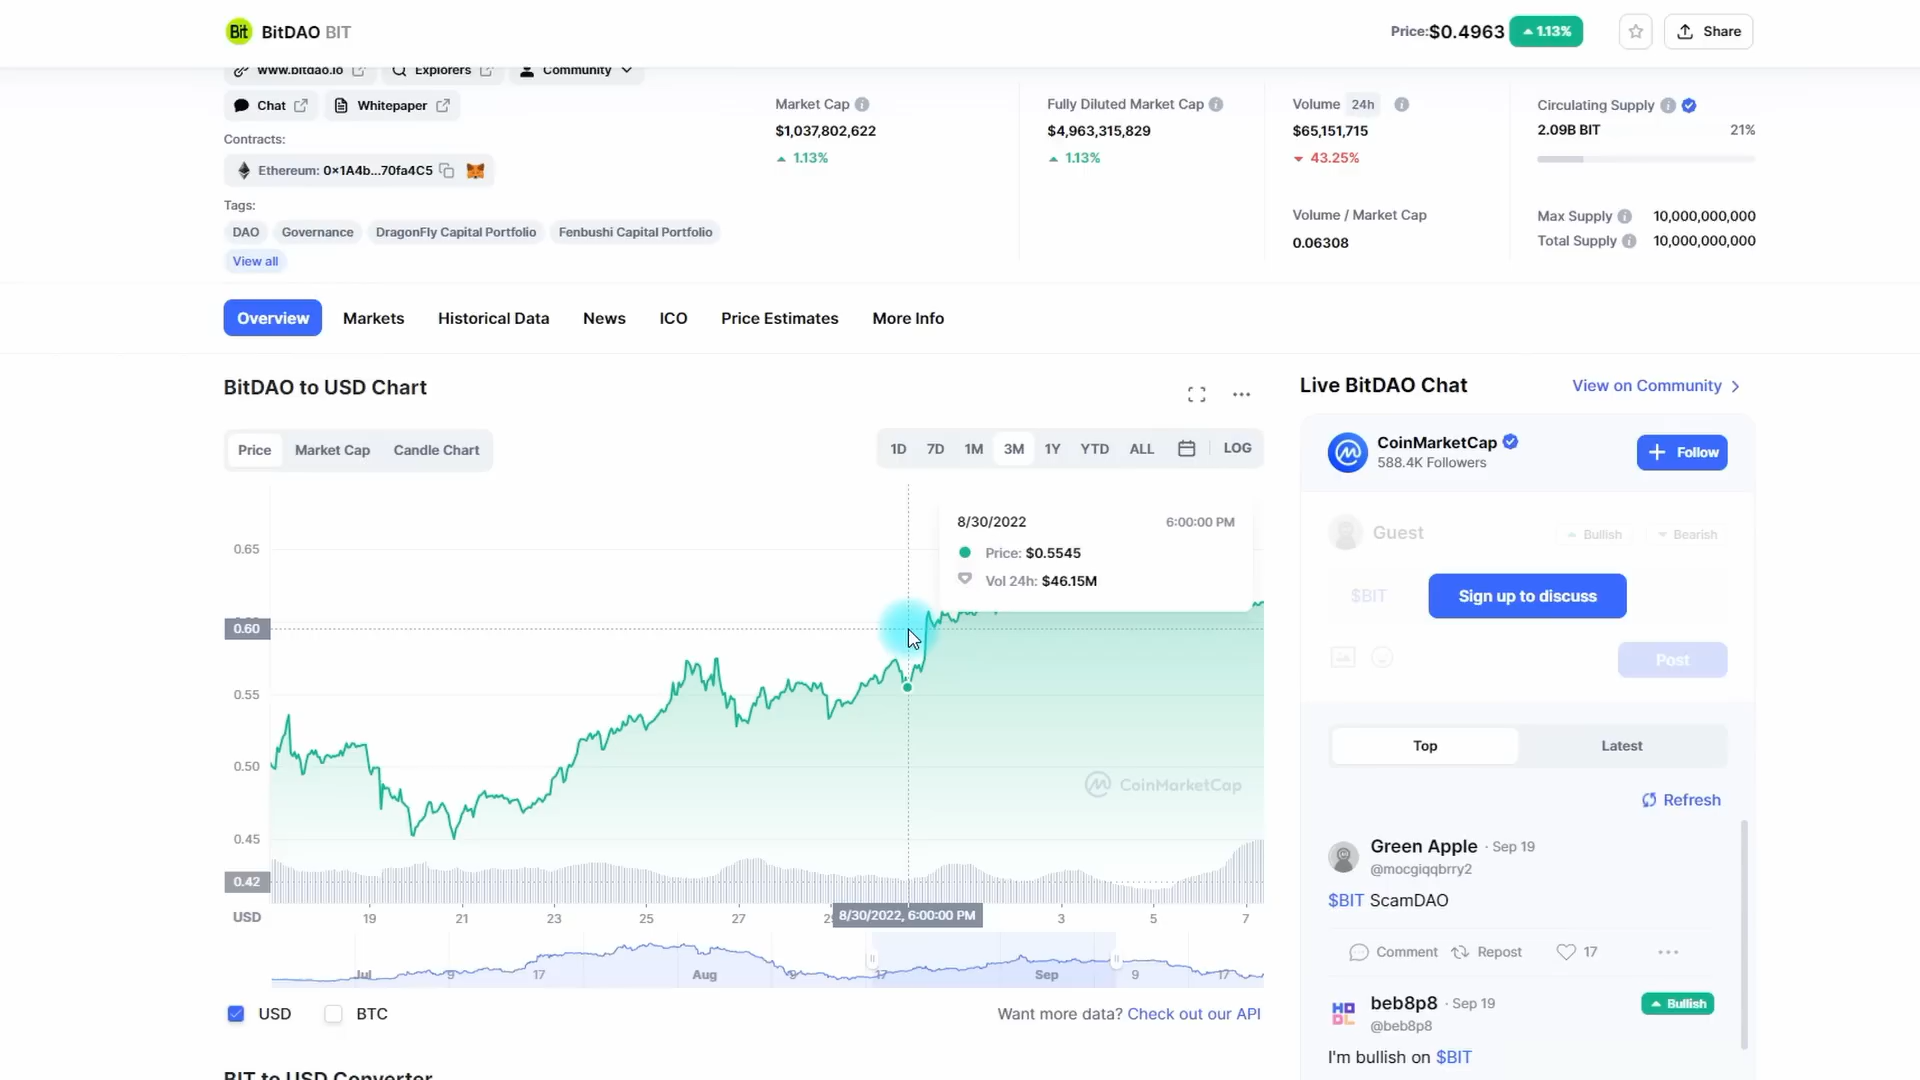 Bit BitDAO BIT
Price:$0.4963 1.13% Share
www.bitdao.io Explorers Community
Chat Whitepaper
Contracts:
Ethereum: 0x1A4b...70fa4C5
Tags:
DAO Governance DragonFly Capital Portfolio Fenbushi Capital Portfolio
View all
Market Cap
$1,037,802,622
1.13%
Fully Diluted Market Cap
$4,963,315,829
1.13%
Volume 24h
$65,151,715
43.25%
Volume / Market Cap
0.06308
Circulating Supply
2.09B BIT 21%
Max Supply 10,000,000,000
Total Supply 10,000,000,000
Overview Markets Historical Data News ICO Price Estimates More Info
BitDAO to USD Chart
Price Market Cap Candle Chart
1D 7D 1M 3M 1Y YTD ALL LOG
8/30/2022 6:00:00 PM
Price: $0.5545
Vol 24h: $46.15M
0.65
0.60
0.55
0.50
0.45
0.42
CoinMarketCap
USD 19 21 23 25 27 8/30/2022, 6:00:00 PM 3 5 7
Jul 9 17 Aug 9 17 Sep 9 17
USD BTC
Want more data? Check out our API
BIT to USD Converter
Live BitDAO Chat View on Community
CoinMarketCap
588.4K Followers
Follow
Guest Bullish Bearish
$BIT
Sign up to discuss
Post
Top Latest
Refresh
Green Apple · Sep 19
@mocgiqqbrry2
$BIT ScamDAO
Comment Repost 17
HODL
beb8p8 · Sep 19 Bullish
@beb8p8
I'm bullish on $BIT